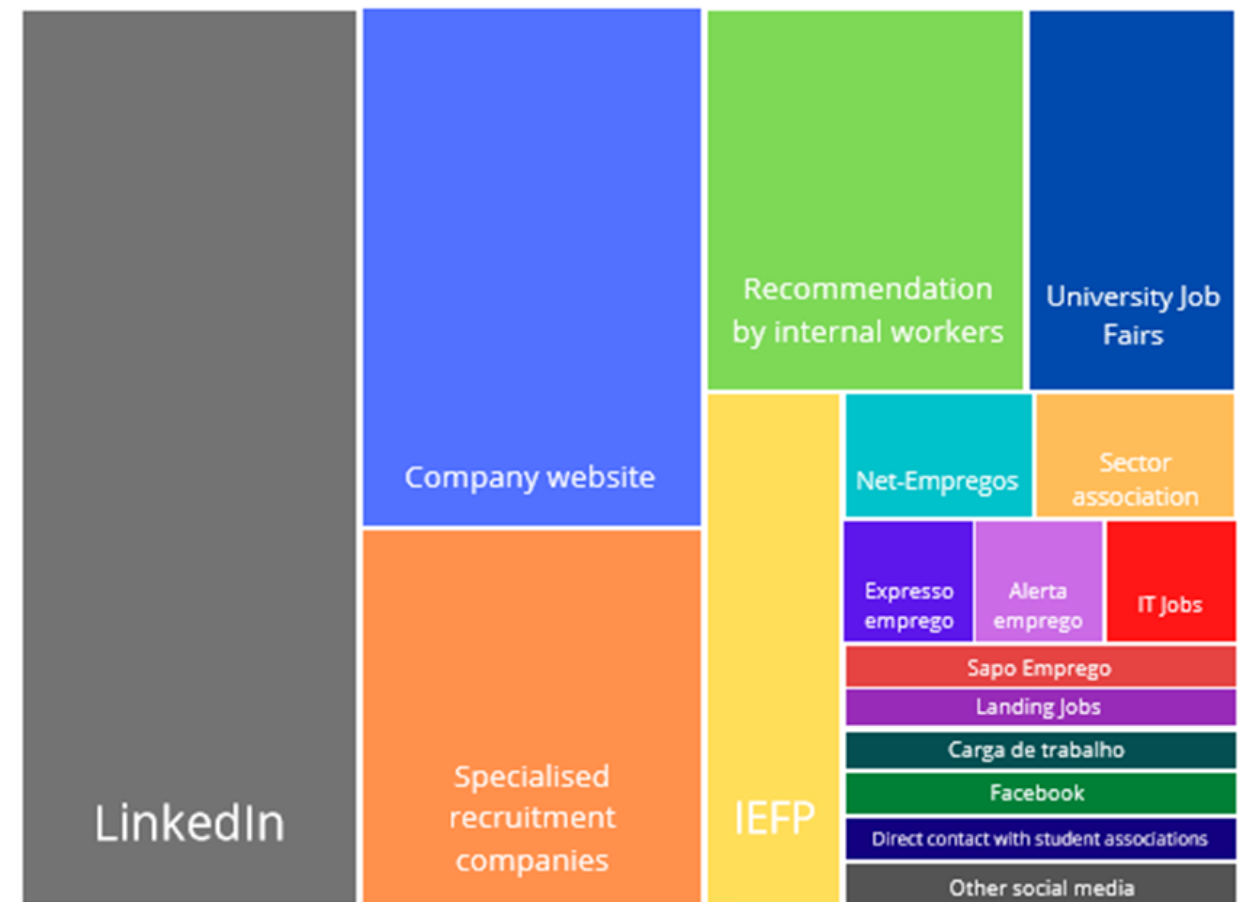 LinkedIn
Company website
Specialised
recruitment
companies
Recommendation
by internal workers
University Job
Fairs
IEFP
Net-Empregos
Sector
association
Expresso
emprego
Alerta
emprego
IT Jobs
Sapo Emprego
Landing Jobs
Carga de trabalho
Facebook
Direct contact with student associations
Other social media